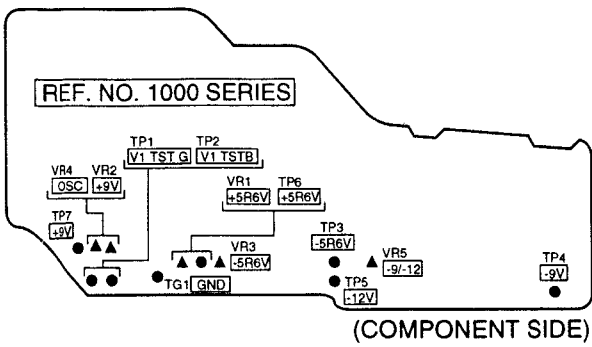 REF. NO. 1000 SERIES
TP1 TP2
V1 TST G V1 TSTB
VR4 VR2
OSC +9V
VR1 TP6
+5R6V +5R6V
TP7
+9V
TP3
-5R6V
VR3
-5R6V
VR5
-9/-12
TP4
-9V
TG1 GND
TP5
-12V
(COMPONENT SIDE)